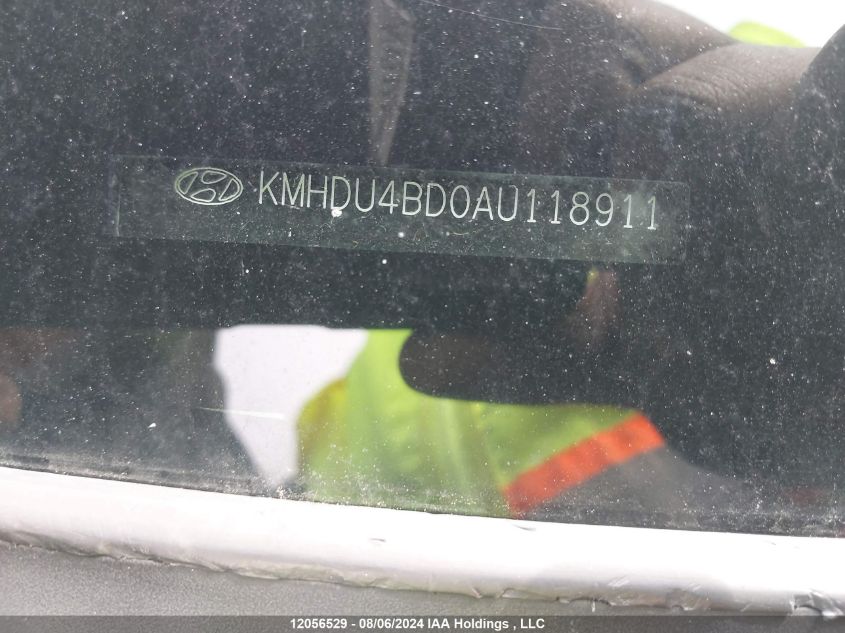 KMHDU4BD0AU118911
12056529 - 08/06/2024 IAA Holdings , LLC